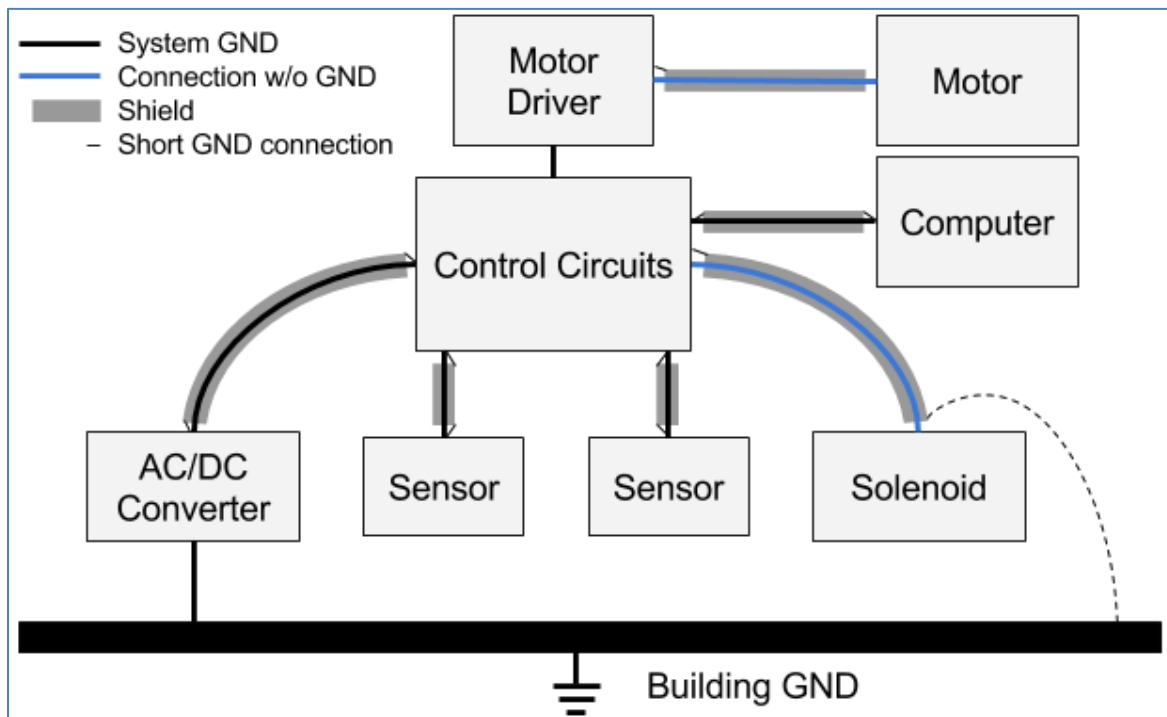 System GND
Connection w/o GND
Shield
Short GND connection
Motor
Driver
Motor
Computer
Control Circuits
AC/DC
Converter
Sensor
Sensor
Solenoid
Building GND